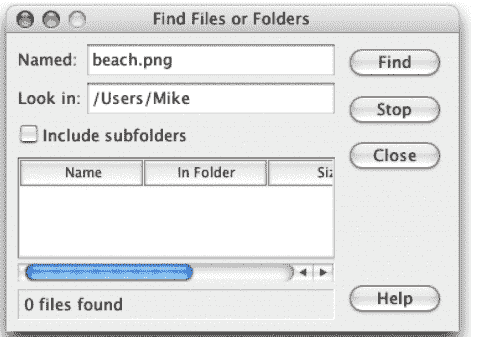 Find Files or Folders
Named: beach.png
Find
Look in: /Users/Mike
Stop
Include subfolders
Close
Name In Folder Siz
0 files found
Help